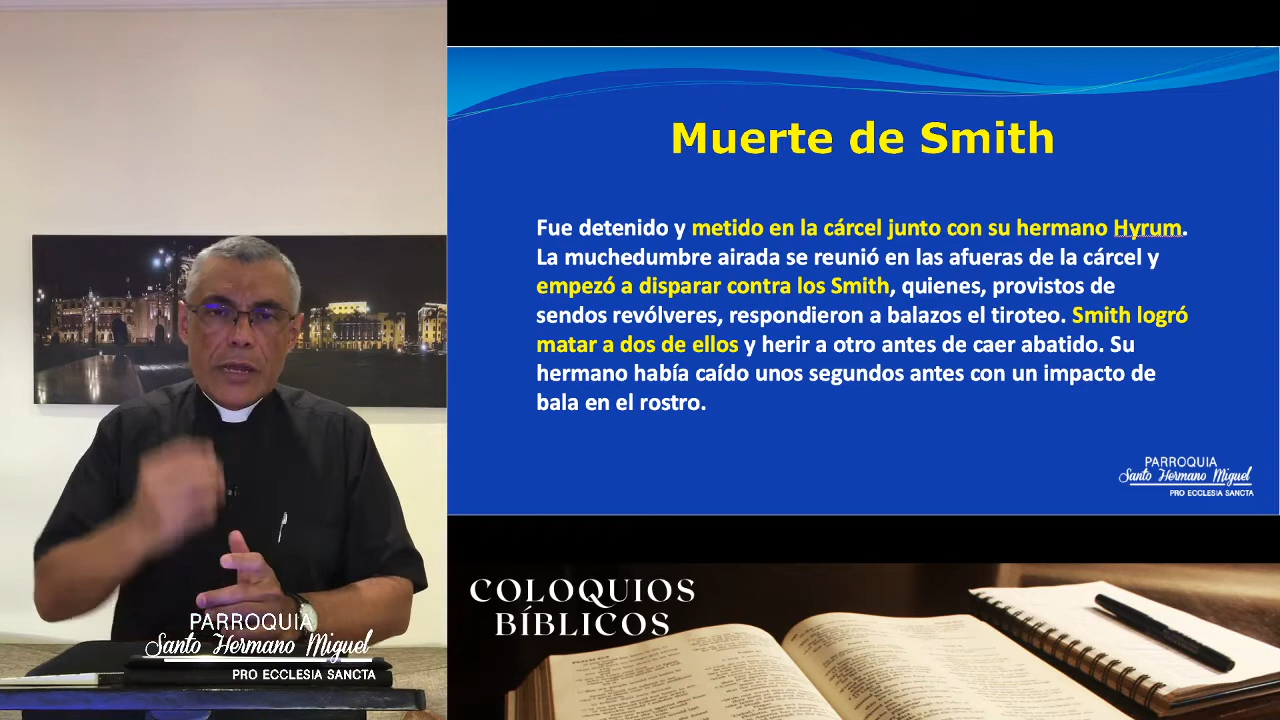 Muerte de Smith
Fue detenido y metido en la cárcel junto con su hermano Hyrum.
La muchedumbre airada se reunió en las afueras de la cárcel y
empezó a disparar contra los Smith, quienes, provistos de
sendos revólveres, respondieron a balazos el tiroteo. Smith logró
matar a dos de ellos y herir a otro antes de caer abatido. Su
hermano había caído unos segundos antes con un impacto de
bala en el rostro.
PARROQUIA
Santo Hermano Miguel
PRO ECCLESIA SANCTA
COLOQUIOS
BÍBLICOS
PARROQUIA
Santo Hermano Miguel
PRO ECCLESIA SANCTA